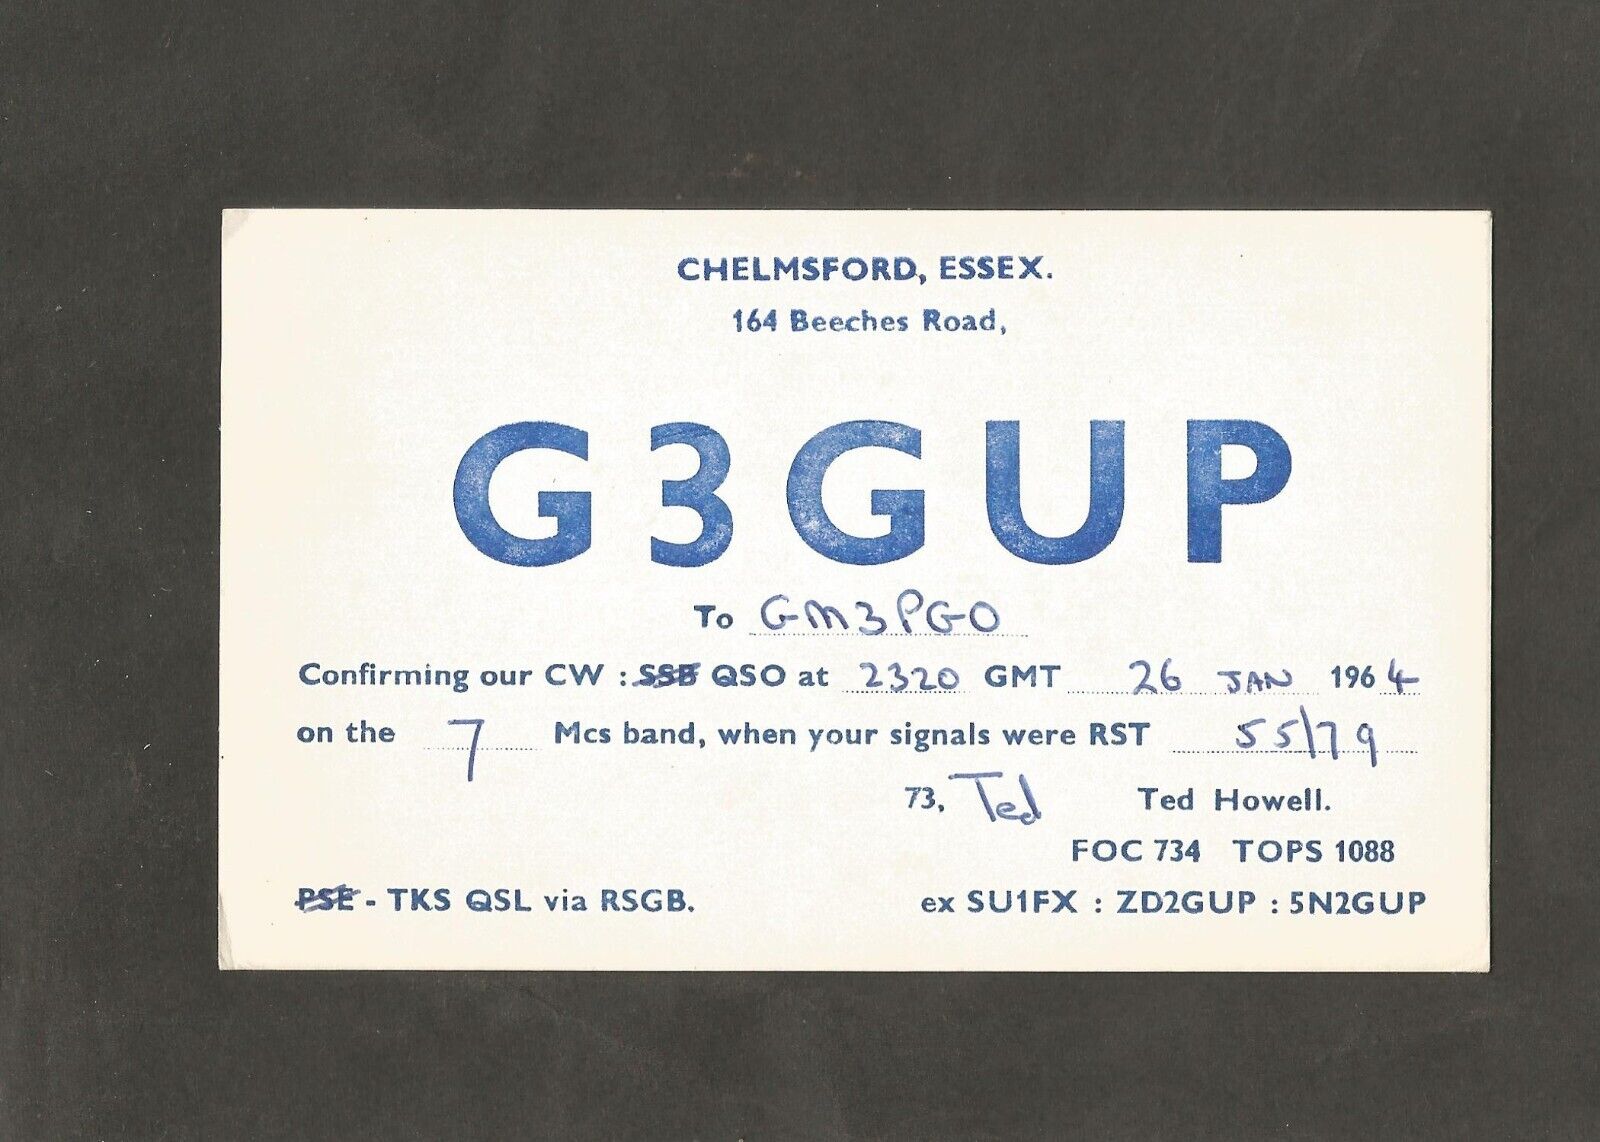 CHELMSFORD, ESSEX.
164 Beeches Road,
G3GUP
To GM3PGO
Confirming our CW : SSB QSO at 2320 GMT 26 JAN 1964
on the 7 Mcs band, when your signals were RST 55/79
73, Ted Ted Howell.
FOC 734 TOPS 1088
PSE - TKS QSL via RSGB. ex SU1FX : ZD2GUP : 5N2GUP